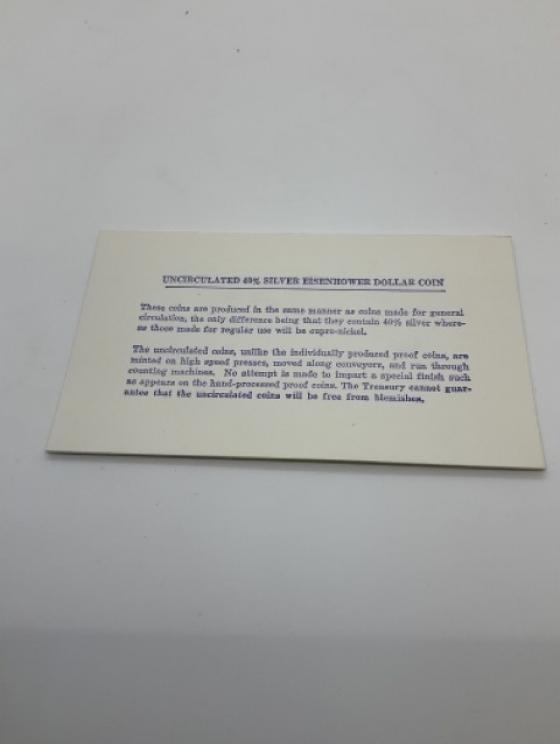 UNCIRCULATED 40% SILVER EISENHOWER DOLLAR COIN
These coins are produced in the same manner as coins made for general
circulation, the only difference being that they contain 40% silver where-
as those made for regular use will be cupro-nickel.
The uncirculated coins, unlike the individually produced proof coins, are
minted on high speed presses, moved along conveyors, and run through
counting machines. No attempt is made to impart a special finish such
as appears on the hand-processed proof coins. The Treasury cannot guar-
antee that the uncirculated coins will be free from blemishes.